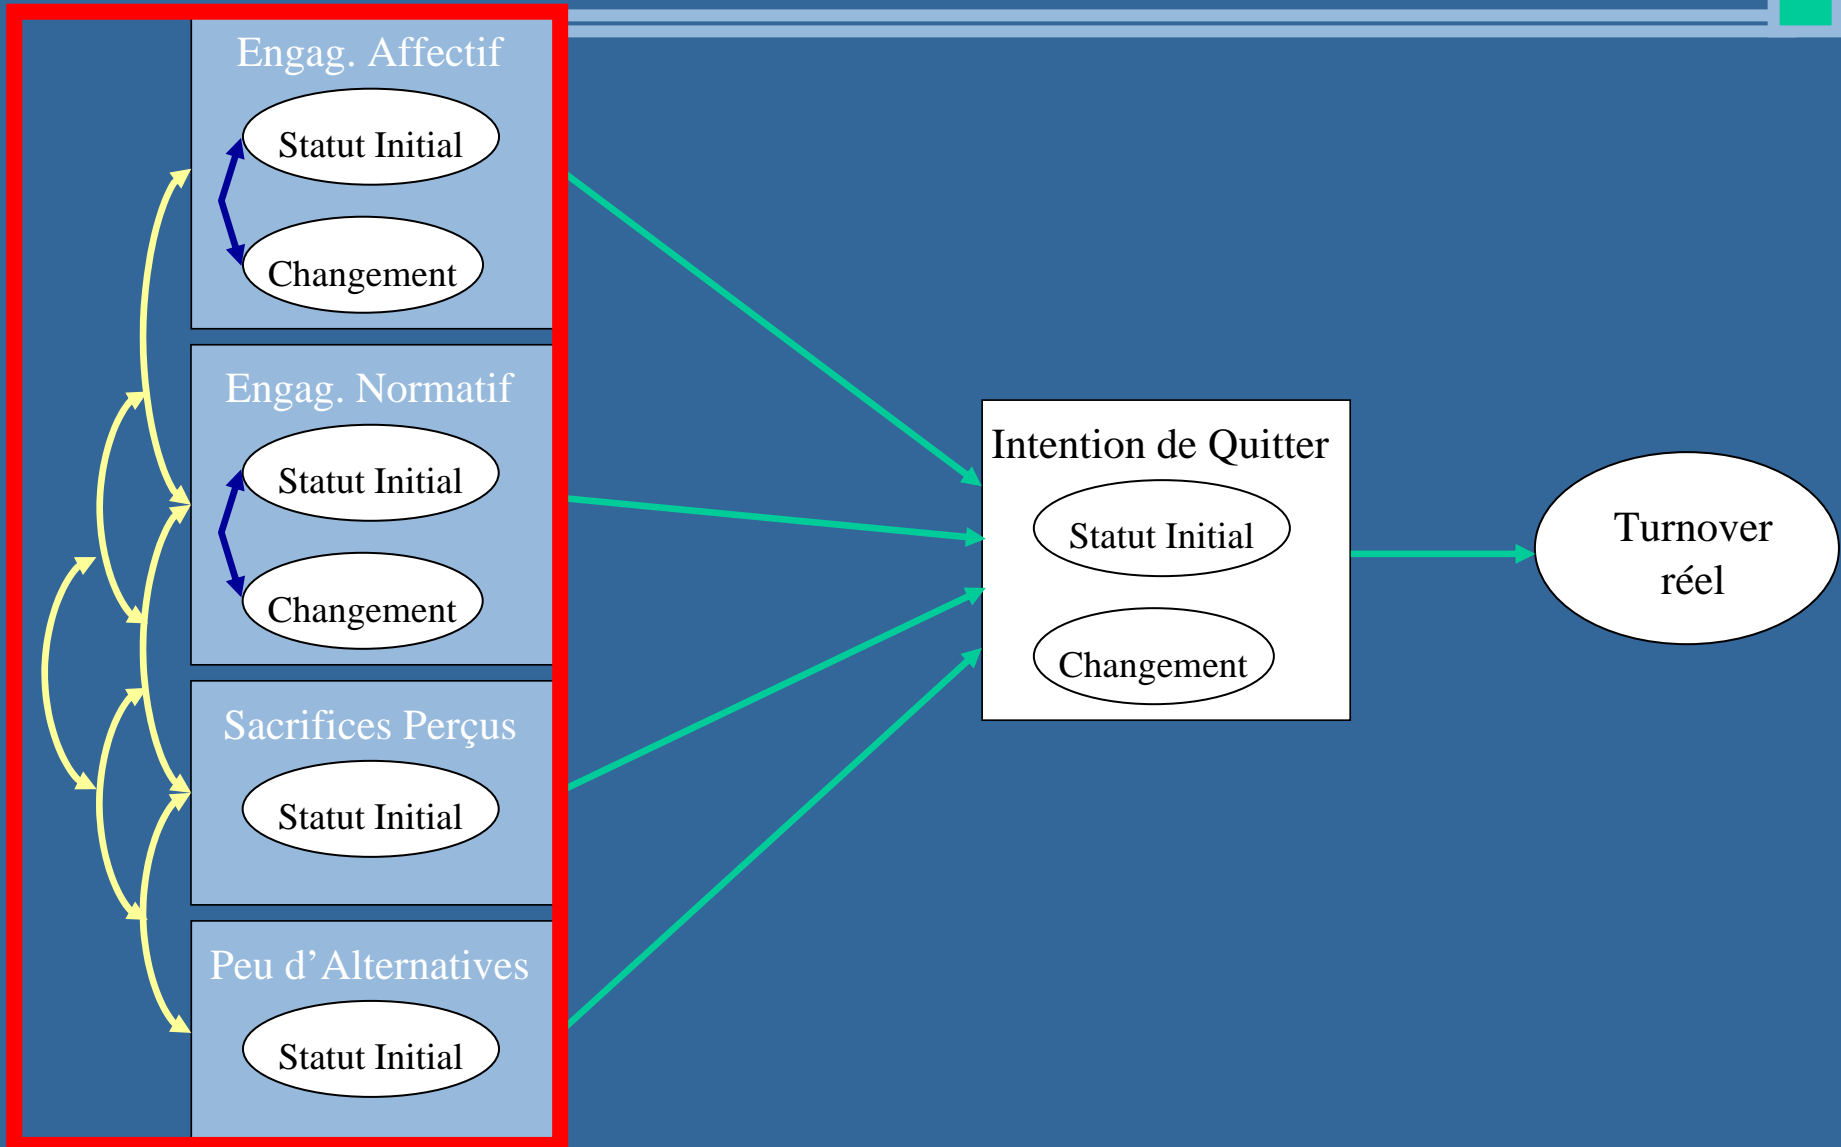 Engag. Affectif
Statut Initial
Changement
Engag. Normatif
Statut Initial
Changement
Sacrifices Perçus
Statut Initial
Peu d’Alternatives
Statut Initial
Intention de Quitter
Statut Initial
Changement
Turnover
réel